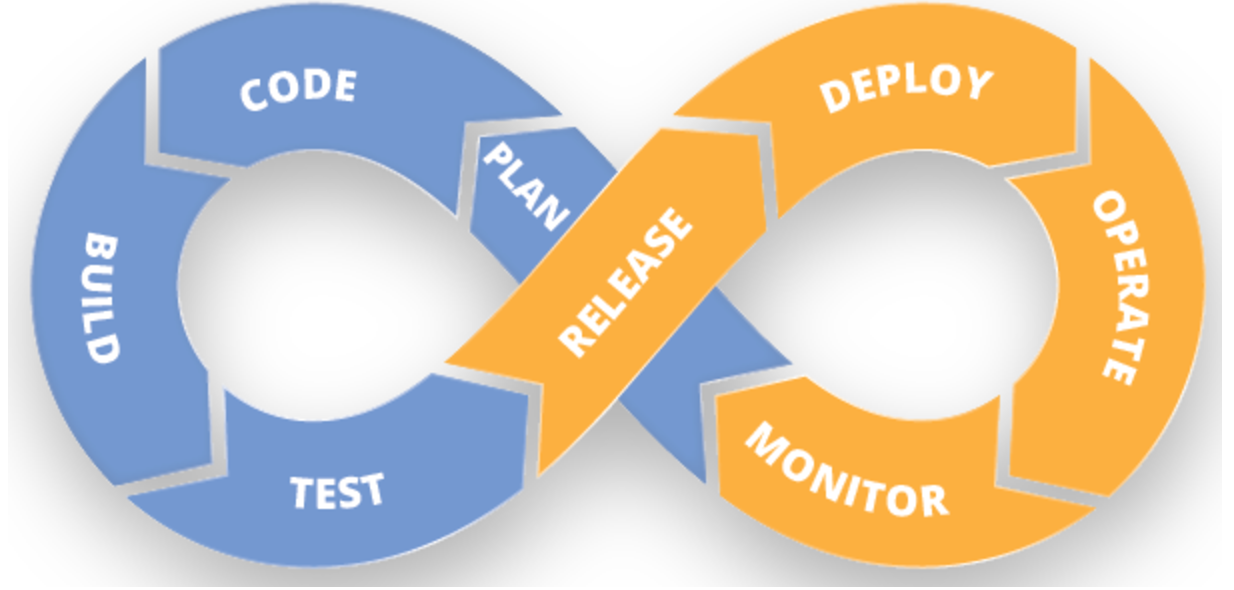 PLAN
CODE
BUILD
TEST
RELEASE
DEPLOY
OPERATE
MONITOR